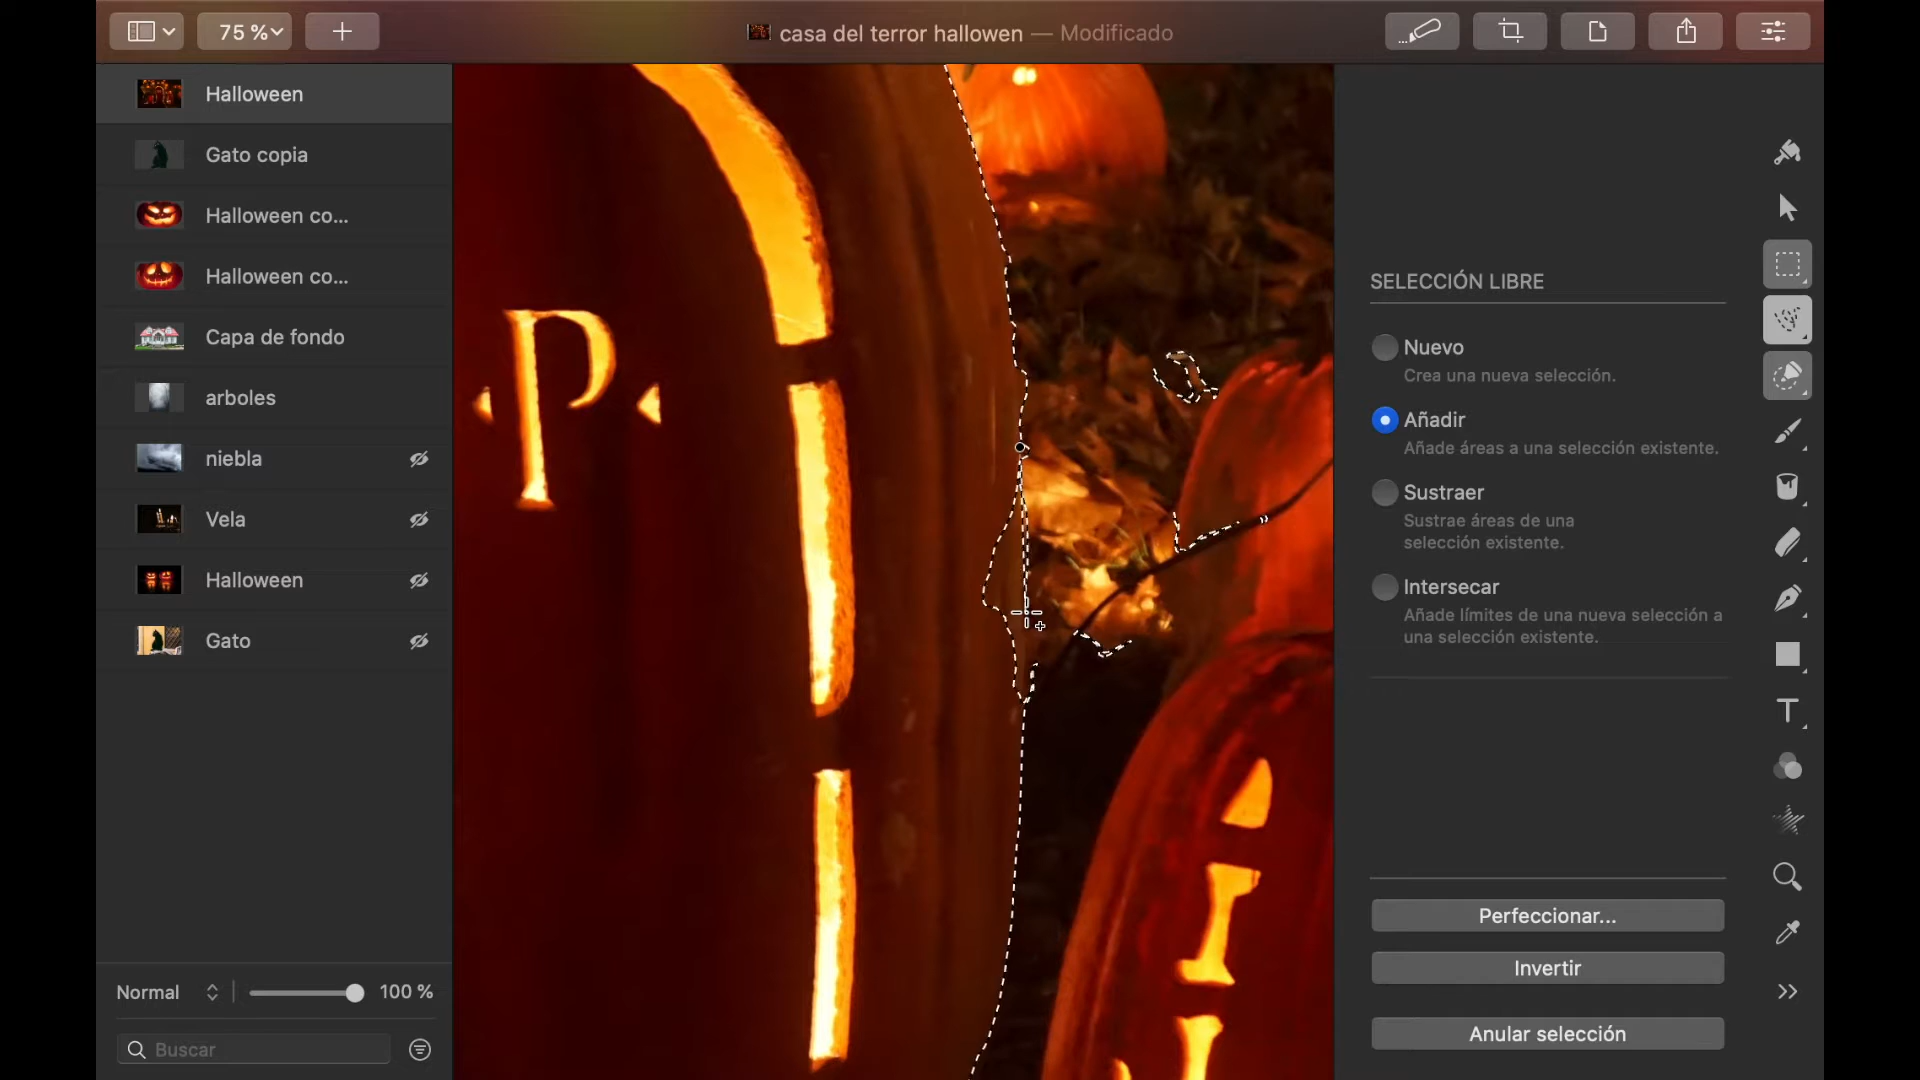 75 %
casa del terror hallowen — Modificado
Halloween
Gato copia
Halloween co...
Halloween co...
Capa de fondo
arboles
niebla
Vela
Halloween
Gato
Normal
100 %
Buscar
P
SELECCIÓN LIBRE
Nuevo
Crea una nueva selección.
Añadir
Añade áreas a una selección existente.
Sustraer
Sustrae áreas de una
selección existente.
Intersecar
Añade límites de una nueva selección a
una selección existente.
Perfeccionar...
Invertir
Anular selección